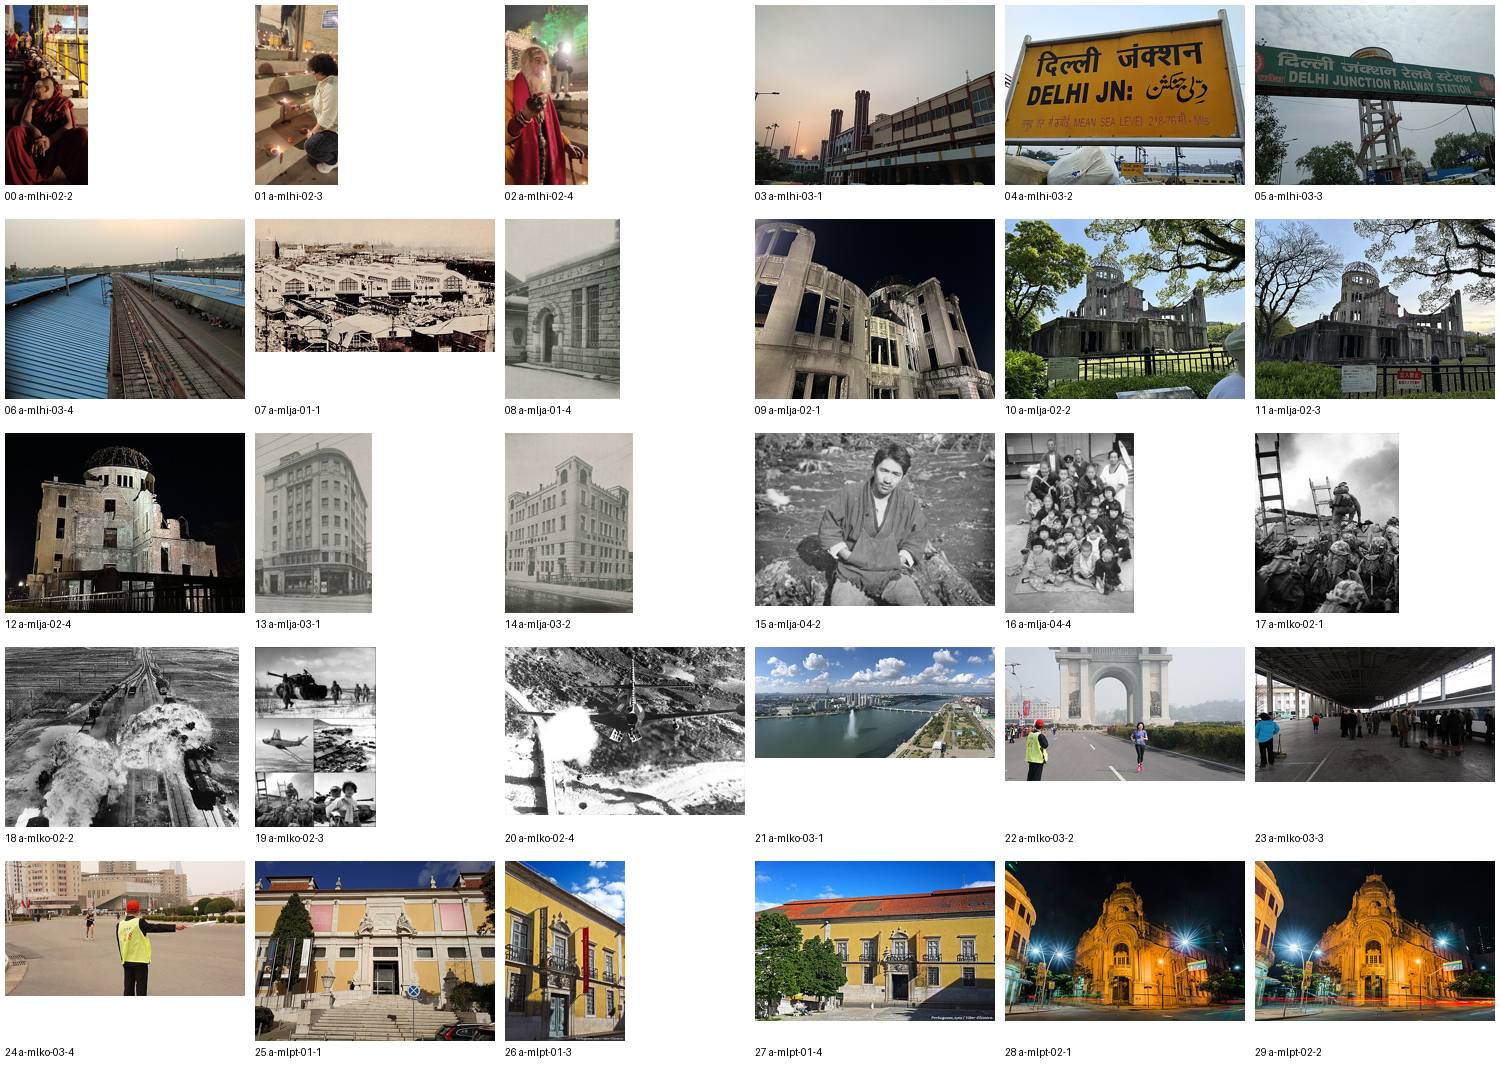 दिल्ली जंक्शन
DELHI JN: دہلی جنکشن
MEAN SEA LEVEL
दिल्ली जंक्शन रेलवे स्टेशन
DELHI JUNCTION RAILWAY STATION
00 a-mlhi-02-2
01 a-mlhi-02-3
02 a-mlhi-02-4
03 a-mlhi-03-1
04 a-mlhi-03-2
05 a-mlhi-03-3
06 a-mlhi-03-4
07 a-mlja-01-1
08 a-mlja-01-4
09 a-mlja-02-1
10 a-mlja-02-2
11 a-mlja-02-3
12 a-mlja-02-4
13 a-mlja-03-1
14 a-mlja-03-2
15 a-mlja-04-2
16 a-mlja-04-4
17 a-mlko-02-1
18 a-mlko-02-2
19 a-mlko-02-3
20 a-mlko-02-4
21 a-mlko-03-1
22 a-mlko-03-2
23 a-mlko-03-3
24 a-mlko-03-4
25 a-mlpt-01-1
26 a-mlpt-01-3
27 a-mlpt-01-4
28 a-mlpt-02-1
29 a-mlpt-02-2